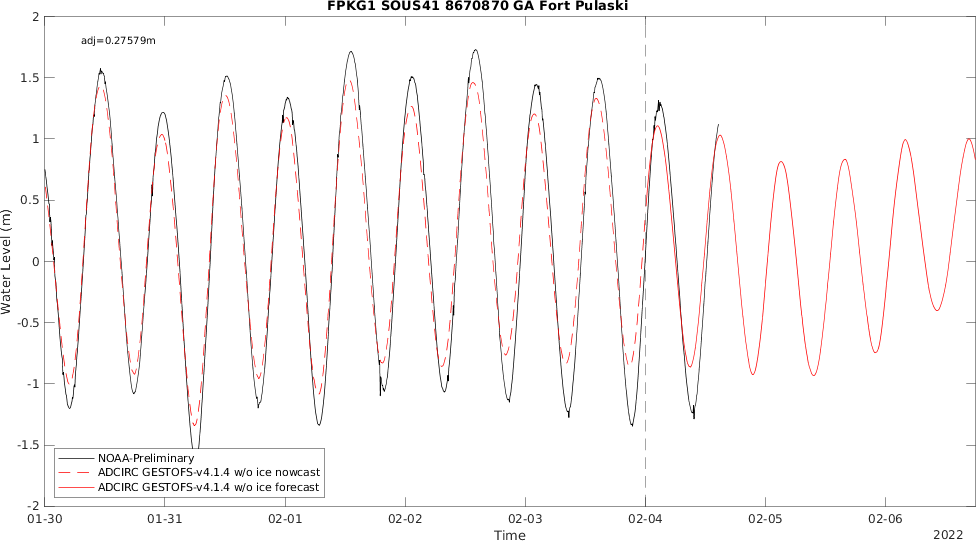 FPKG1 SOUS41 8670870 GA Fort Pulaski
adj=0.27579m
2
1.5
1
0.5
0
-0.5
-1
-1.5
-2
Water Level (m)
NOAA-Preliminary
ADCIRC GESTOFS-v4.1.4 w/o ice nowcast
ADCIRC GESTOFS-v4.1.4 w/o ice forecast
01-30 01-31 02-01 02-02 02-03 02-04 02-05 02-06
Time
2022